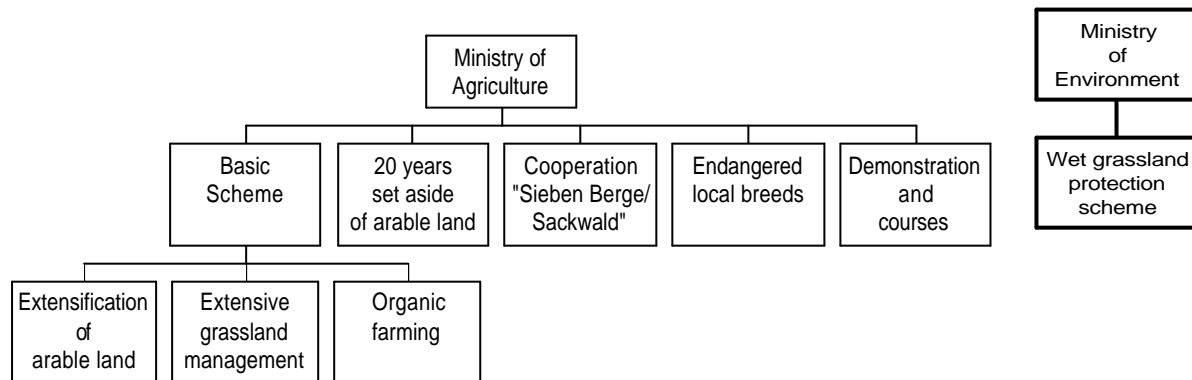 Ministry of
Agriculture
Ministry
of
Environment
Basic
Scheme
20 years
set aside
of arable land
Cooperation
"Sieben Berge/
Sackwald"
Endangered
local breeds
Demonstration
and
courses
Wet grassland
protection
scheme
Extensification
of
arable land
Extensive
grassland
management
Organic
farming